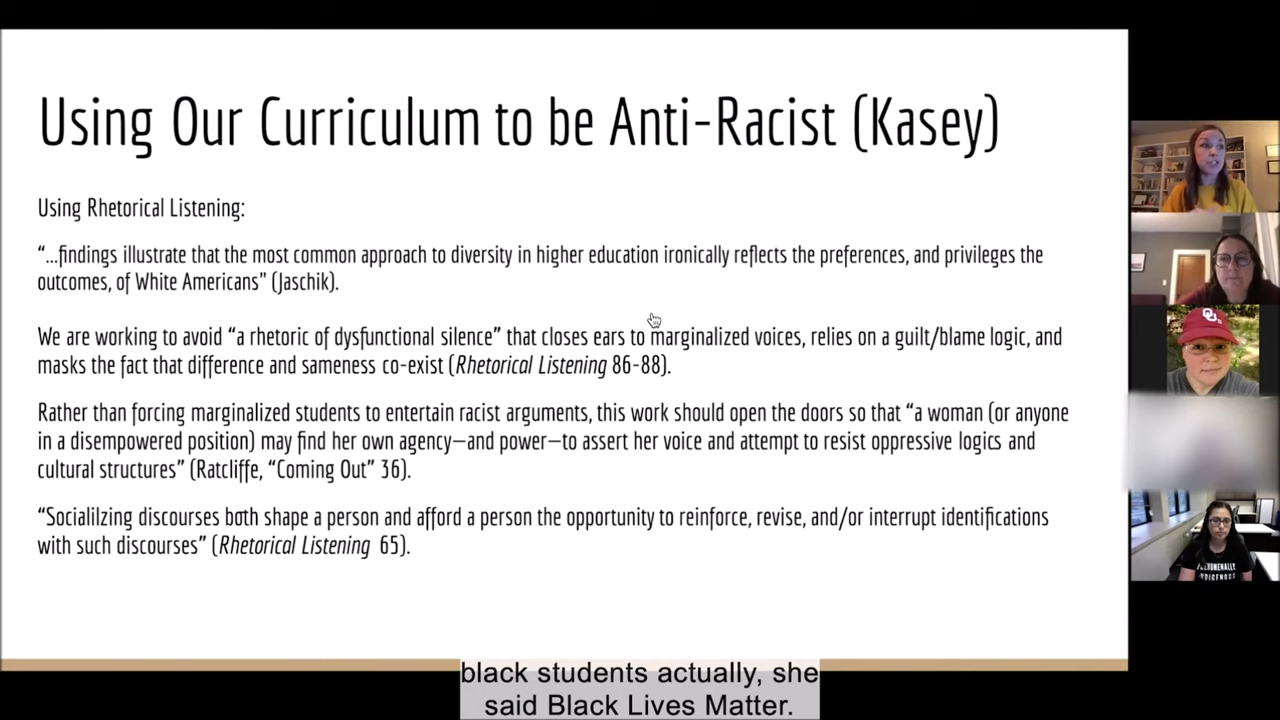 Using Our Curriculum to be Anti-Racist (Kasey)
Using Rhetorical Listening:
“...findings illustrate that the most common approach to diversity in higher education ironically reflects the preferences, and privileges the
outcomes, of White Americans” (Jaschik).
We are working to avoid “a rhetoric of dysfunctional silence” that closes ears to marginalized voices, relies on a guilt/blame logic, and
masks the fact that difference and sameness co-exist (Rhetorical Listening 86-88).
Rather than forcing marginalized students to entertain racist arguments, this work should open the doors so that “a woman (or anyone
in a disempowered position) may find her own agency—and power—to assert her voice and attempt to resist oppressive logics and
cultural structures” (Ratcliffe, “Coming Out” 36).
“Socialilzing discourses both shape a person and afford a person the opportunity to reinforce, revise, and/or interrupt identifications
with such discourses” (Rhetorical Listening 65).
OU
PHENOMENALLY
INDIGENOUS
black students actually, she
said Black Lives Matter.